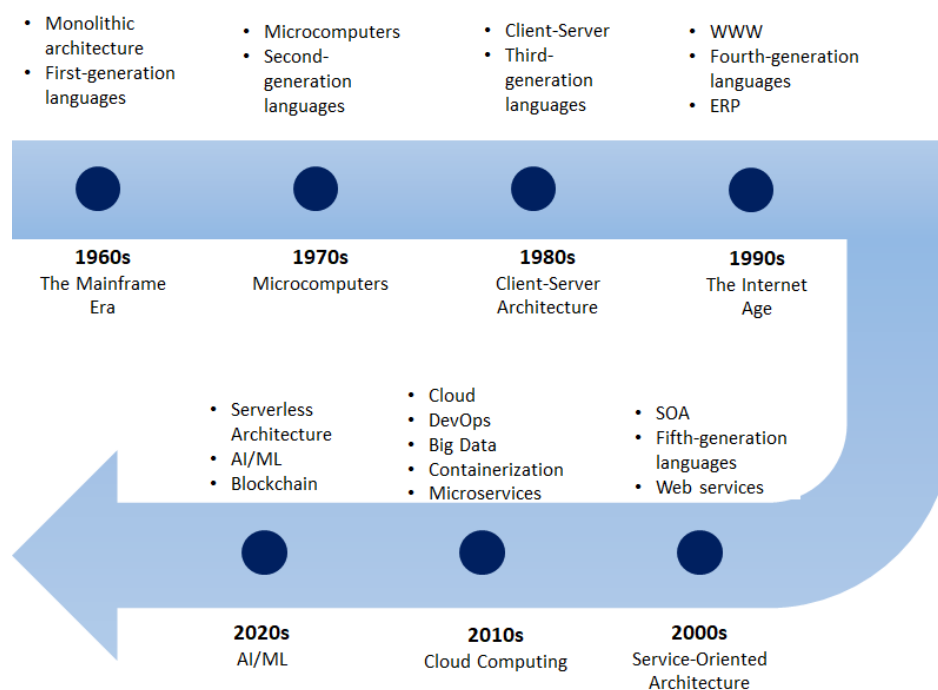 • Monolithic
architecture
• First-generation
languages
• Microcomputers
• Second-
generation
languages
• Client-Server
• Third-
generation
languages
• WWW
• Fourth-generation
languages
• ERP
1960s
The Mainframe
Era
1970s
Microcomputers
1980s
Client-Server
Architecture
1990s
The Internet
Age
• SOA
• Fifth-generation
languages
• Web services
• Cloud
• DevOps
• Big Data
• Containerization
• Microservices
• Serverless
Architecture
• AI/ML
• Blockchain
2000s
Service-Oriented
Architecture
2010s
Cloud Computing
2020s
AI/ML